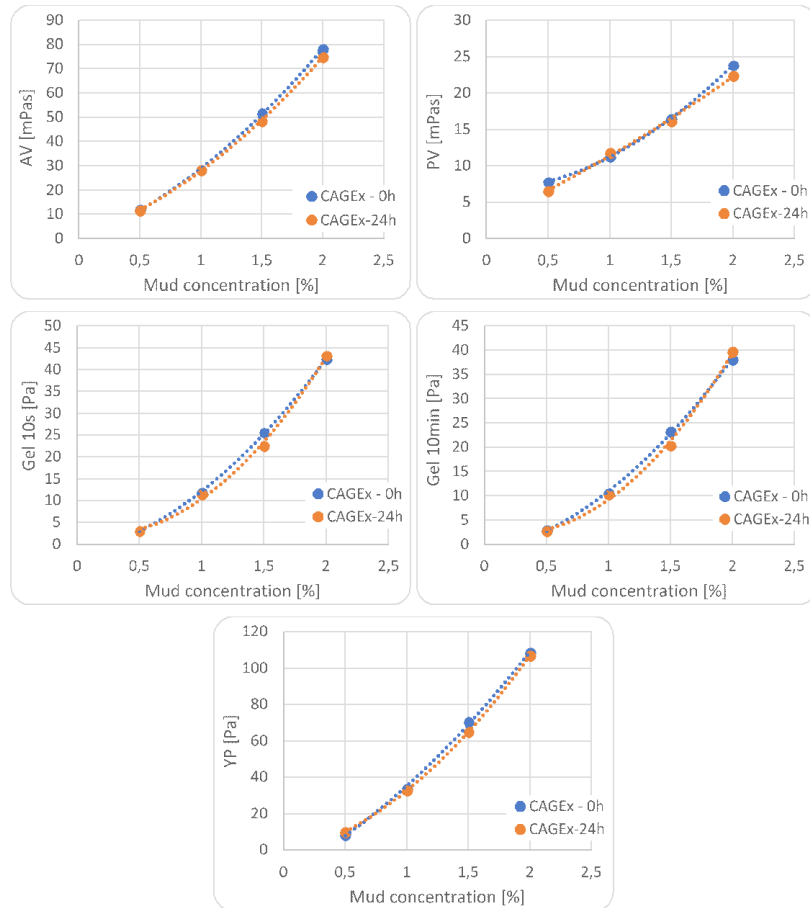 AV [mPas]
90
80
70
60
50
40
30
20
10
0
CAGEx - 0h
CAGEx-24h
0 0,5 1 1,5 2 2,5
Mud concentration [%]
PV [mPas]
30
25
20
15
10
5
0
CAGEx - 0h
CAGEx-24h
0 0,5 1 1,5 2 2,5
Mud concentration [%]
Gel 10s [Pa]
50
45
40
35
30
25
20
15
10
5
0
CAGEx - 0h
CAGEx-24h
0 0,5 1 1,5 2 2,5
Mud concentration [%]
Gel 10min [Pa]
45
40
35
30
25
20
15
10
5
0
CAGEx - 0h
CAGEx-24h
0 0,5 1 1,5 2 2,5
Mud concentration [%]
YP [Pa]
120
100
80
60
40
20
0
CAGEx - 0h
CAGEx-24h
0 0,5 1 1,5 2 2,5
Mud concentration [%]